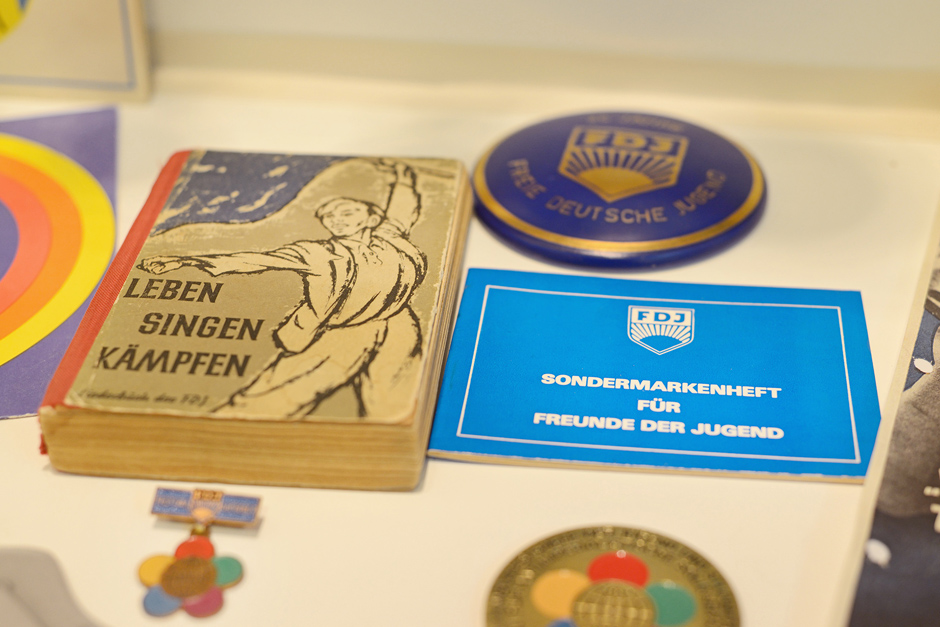 FDJ
FREIE DEUTSCHE JUGEND
LEBEN
SINGEN
KÄMPFEN
Liederbuch der FDJ
FDJ
SONDERMARKENHEFT
FÜR
FREUNDE DER JUGEND